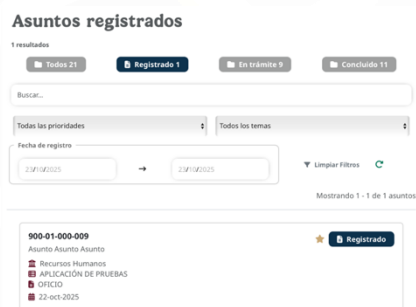 Asuntos registrados
1 resultados
Todos 21
Registrado 1
En trámite 9
Concluido 11
Buscar...
Todas las prioridades
Todos los temas
Fecha de registro
23/10/2025
23/10/2025
Limpiar Filtros
Mostrando 1 - 1 de 1 asuntos
900-01-000-009
Registrado
Asunto Asunto Asunto
Recursos Humanos
APLICACIÓN DE PRUEBAS
OFICIO
22-oct-2025